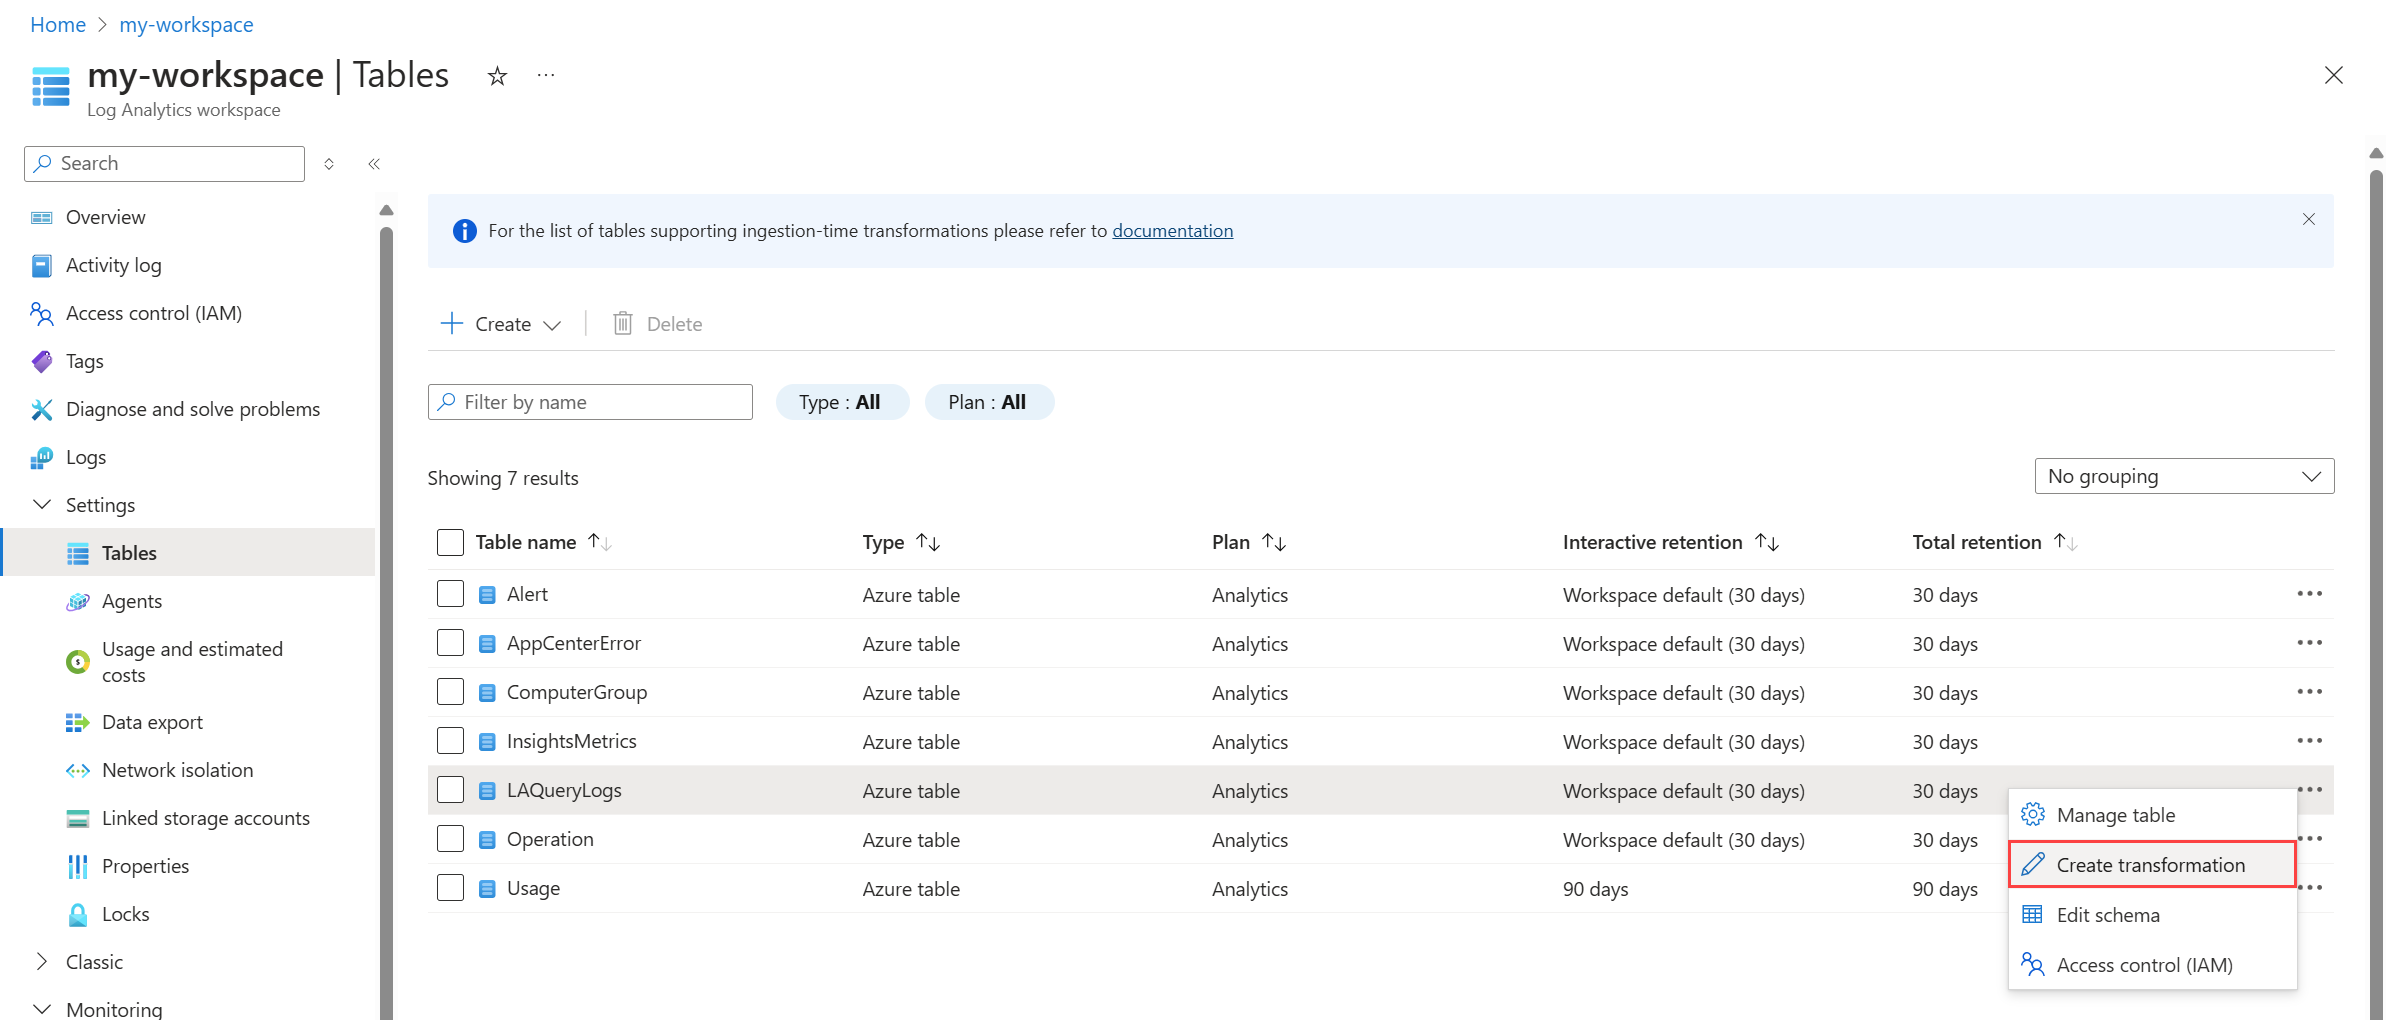 Home > my-workspace
my-workspace | Tables
Log Analytics workspace
Search
Overview
Activity log
Access control (IAM)
Tags
Diagnose and solve problems
Logs
Settings
Tables
Agents
Usage and estimated
costs
Data export
Network isolation
Linked storage accounts
Properties
Locks
Classic
Monitoring
For the list of tables supporting ingestion-time transformations please refer to documentation
Create Delete
Filter by name Type : All Plan : All
Showing 7 results No grouping
Table name Type Plan Interactive retention Total retention
Alert Azure table Analytics Workspace default (30 days) 30 days
AppCenterError Azure table Analytics Workspace default (30 days) 30 days
ComputerGroup Azure table Analytics Workspace default (30 days) 30 days
InsightsMetrics Azure table Analytics Workspace default (30 days) 30 days
LAQueryLogs Azure table Analytics Workspace default (30 days) 30 days
Operation Azure table Analytics Workspace default (30 days) 30 days
Usage Azure table Analytics 90 days 90 days
Manage table
Create transformation
Edit schema
Access control (IAM)